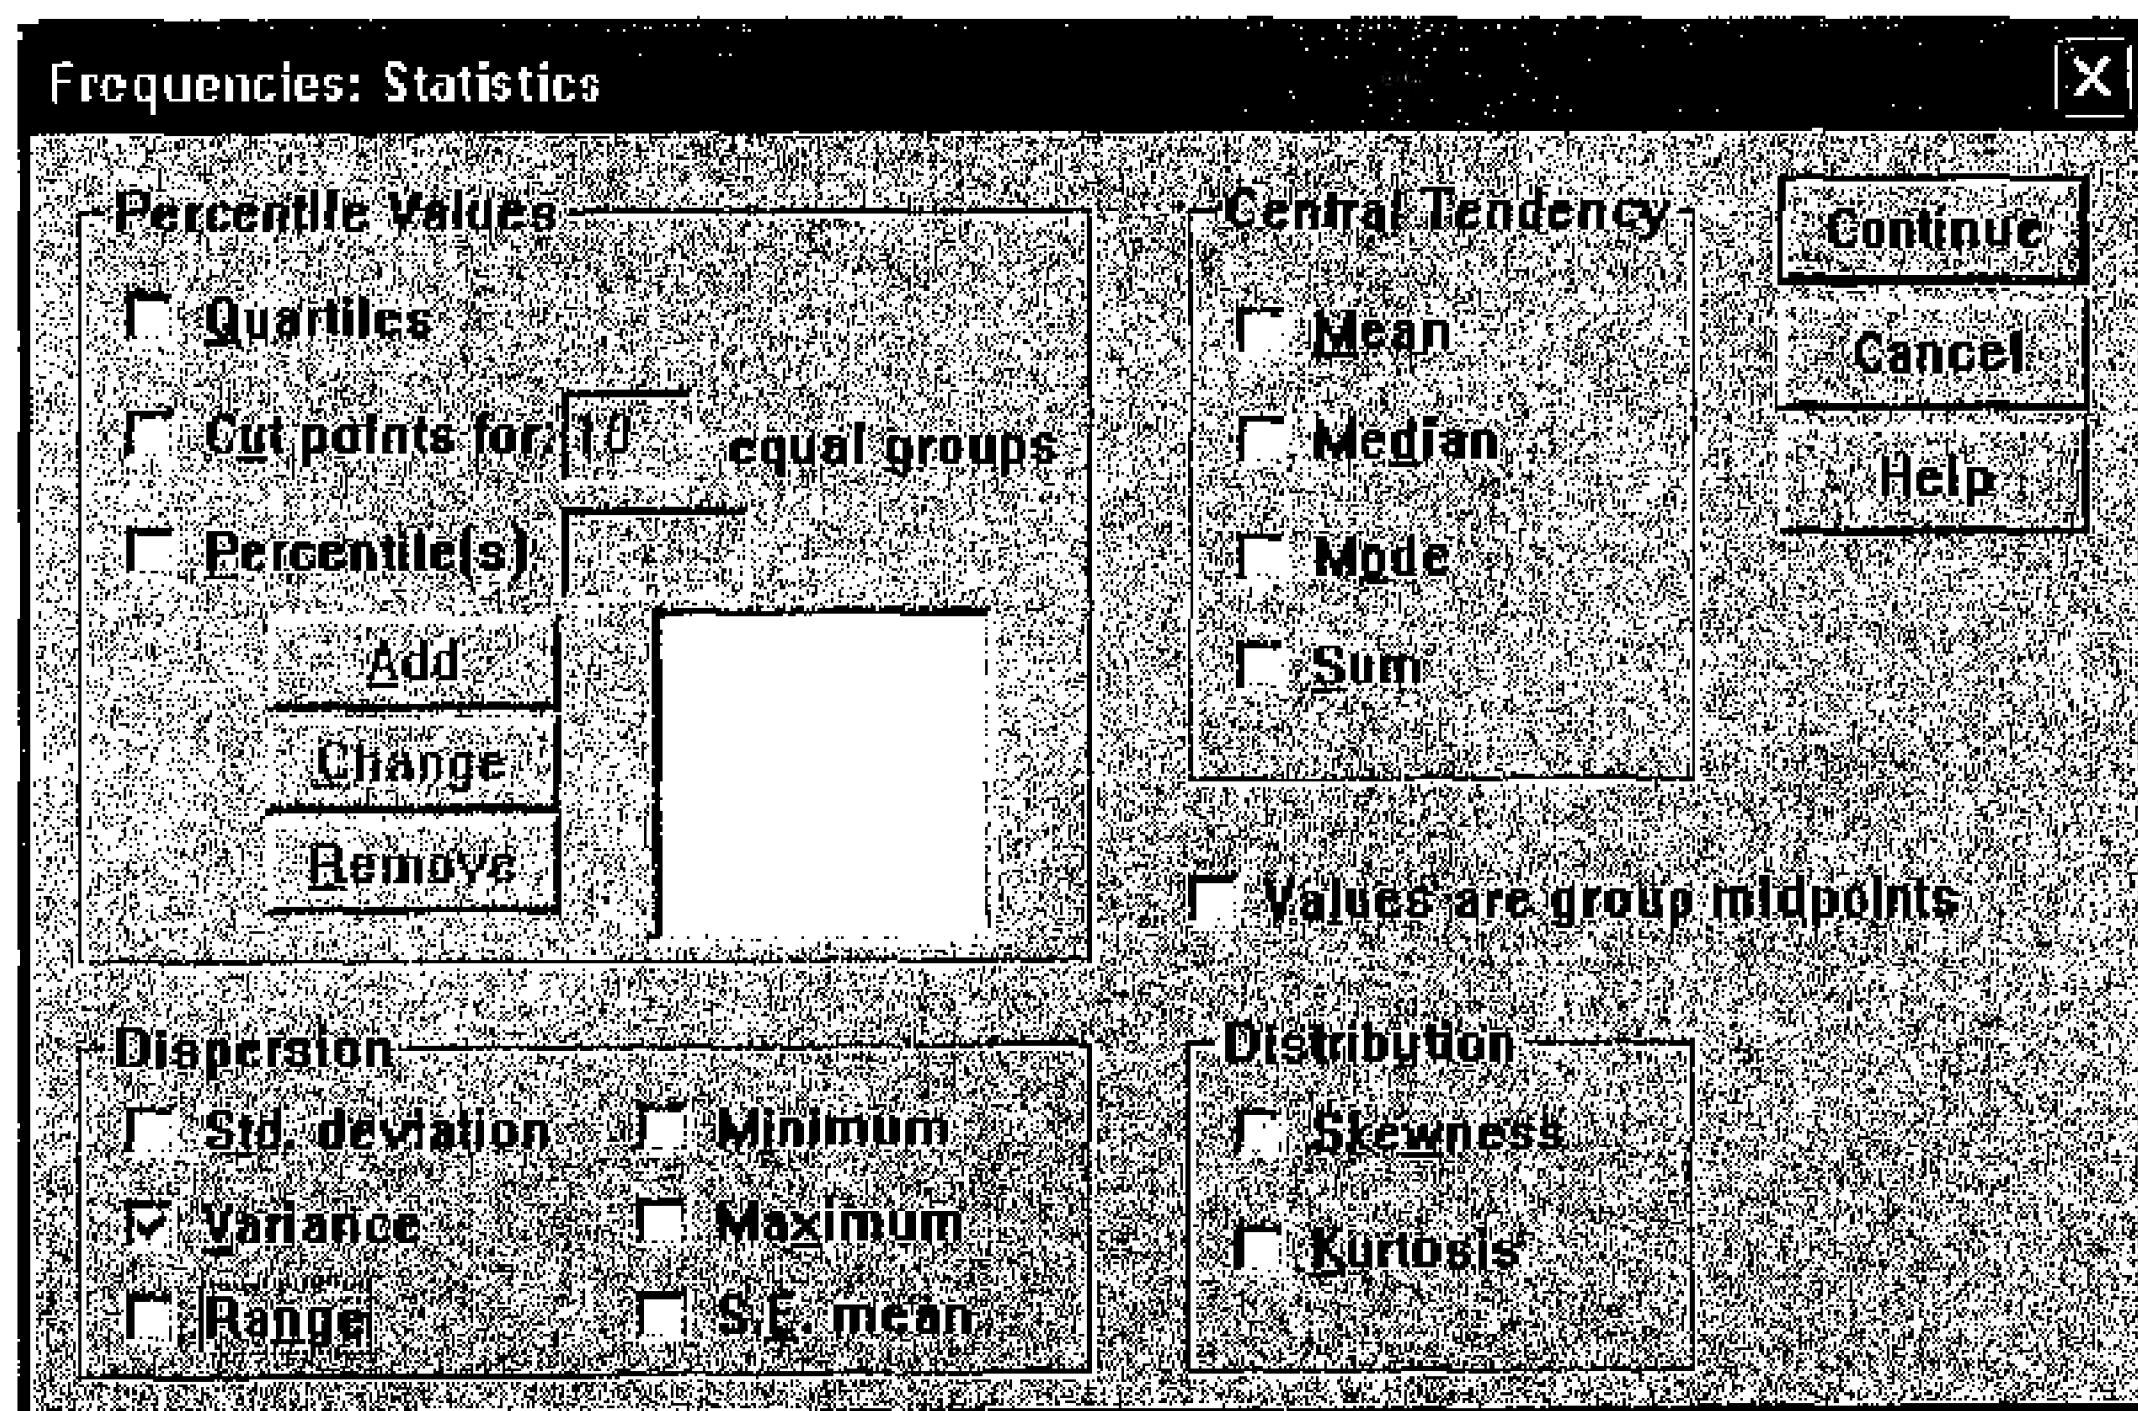 Frequencies: Statistics
Percentile Values
Quartiles
Cut points for: 10 equal groups
Percentile(s)
Add
Change
Remove
Central Tendency
Mean
Median
Mode
Sum
Continue
Cancel
Help
Values are group midpoints
Dispersion
Std. deviation
Minimum
Variance
Maximum
Range
S.E. mean
Distribution
Skewness
Kurtosis